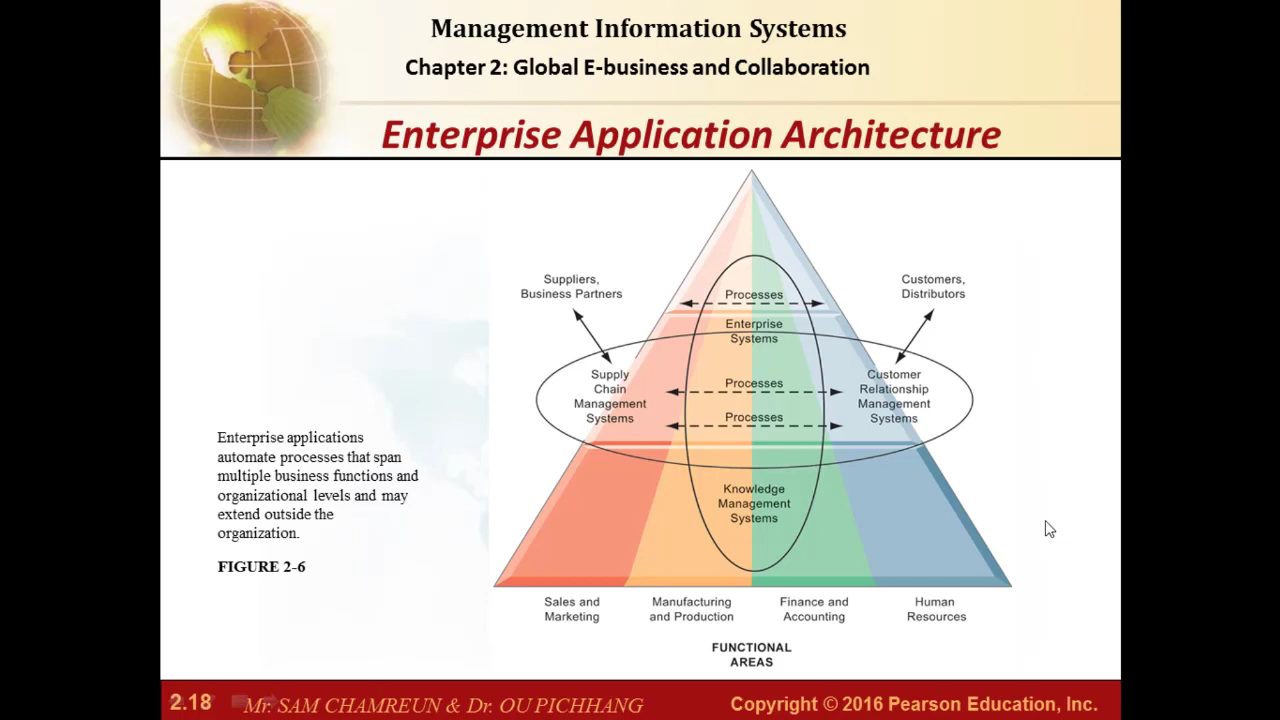 Management Information Systems
Chapter 2: Global E-business and Collaboration
Enterprise Application Architecture
Suppliers,
Business Partners
Customers,
Distributors
Processes
Enterprise
Systems
Supply
Chain
Management
Systems
Processes
Processes
Customer
Relationship
Management
Systems
Knowledge
Management
Systems
Enterprise applications
automate processes that span
multiple business functions and
organizational levels and may
extend outside the
organization.
FIGURE 2-6
Sales and
Marketing
Manufacturing
and Production
Finance and
Accounting
Human
Resources
FUNCTIONAL
AREAS
2.18
Mr. SAM CHAMREUN & Dr. OU PICHHANG
Copyright © 2016 Pearson Education, Inc.